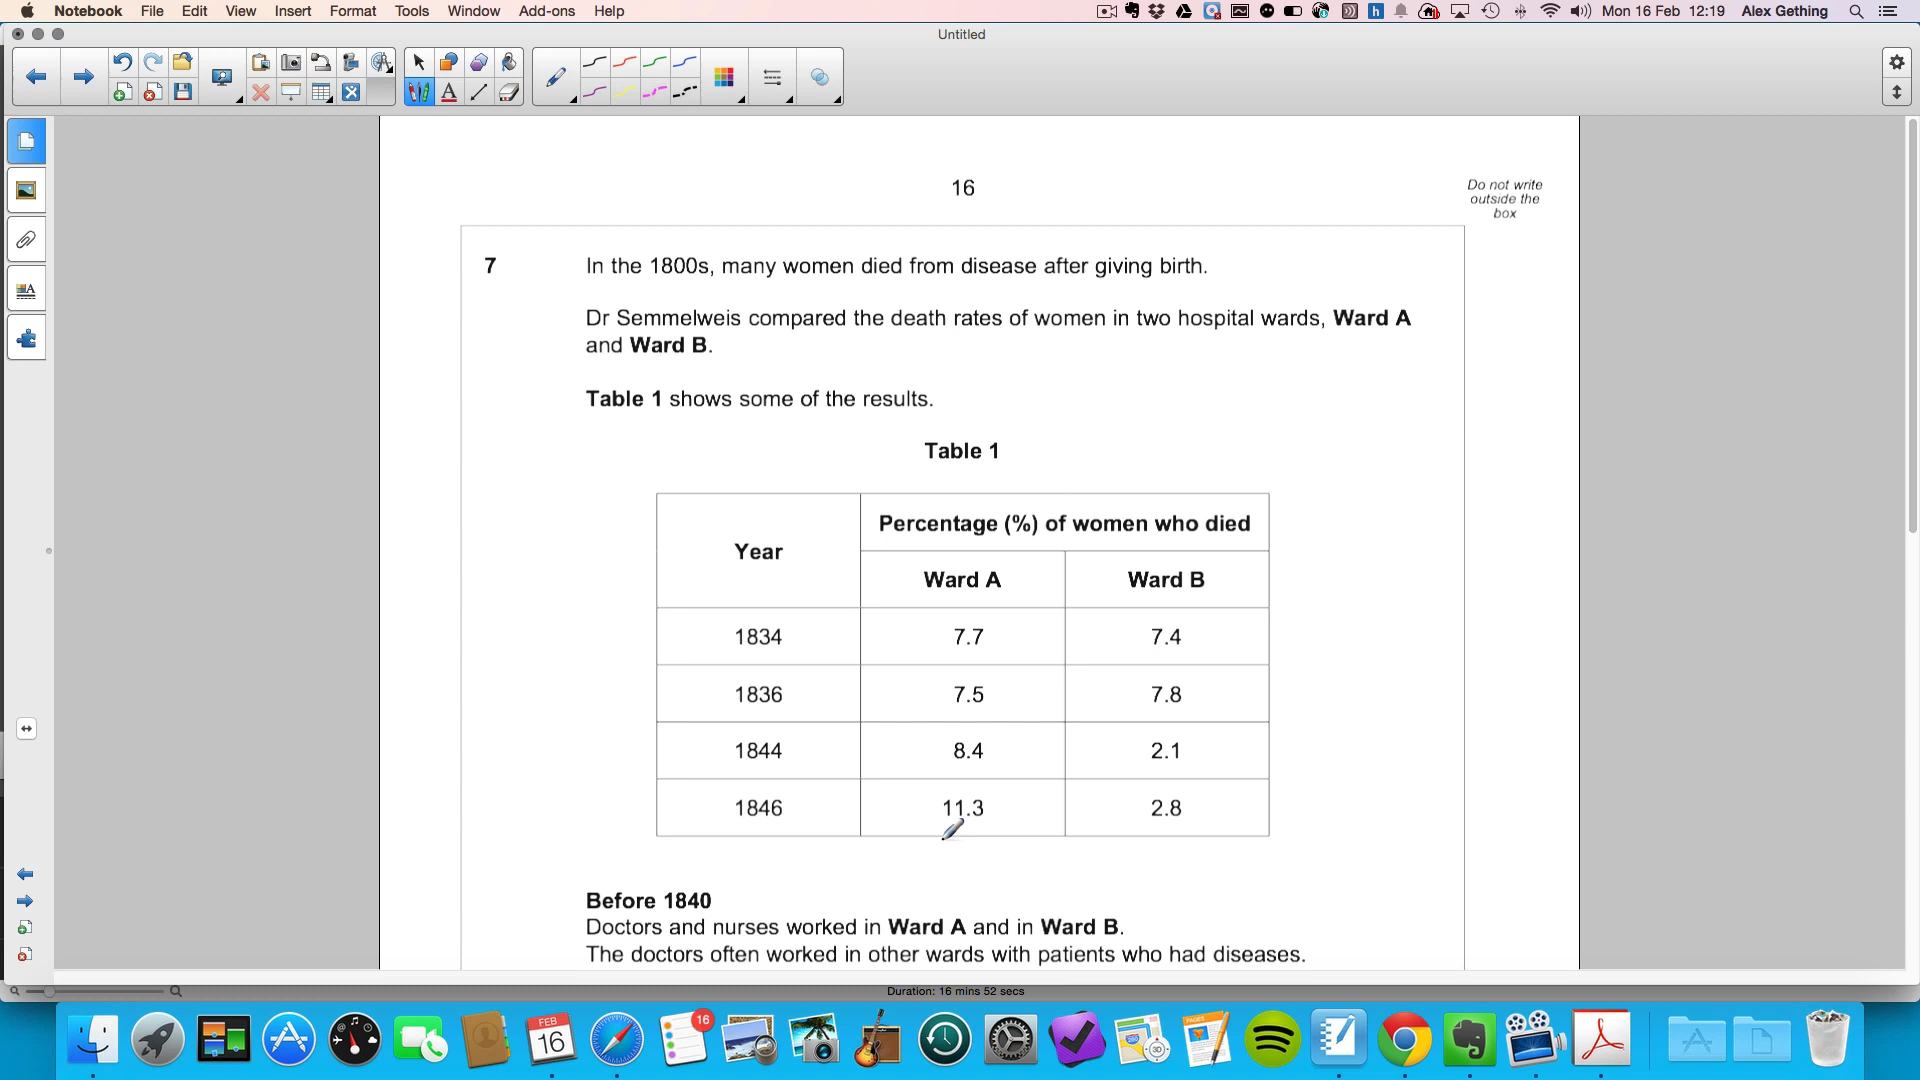 Notebook File Edit View Insert Format Tools Window Add-ons Help Mon 16 Feb 12:19 Alex Gething
Untitled
16
Do not write
outside the
box
7 In the 1800s, many women died from disease after giving birth.
Dr Semmelweis compared the death rates of women in two hospital wards, Ward A
and Ward B.
Table 1 shows some of the results.
Table 1
Year Percentage (%) of women who died
Ward A Ward B
1834 7.7 7.4
1836 7.5 7.8
1844 8.4 2.1
1846 11.3 2.8
Before 1840
Doctors and nurses worked in Ward A and in Ward B.
The doctors often worked in other wards with patients who had diseases.
Duration: 16 mins 52 secs
FEB
16
16
PAGES
3D